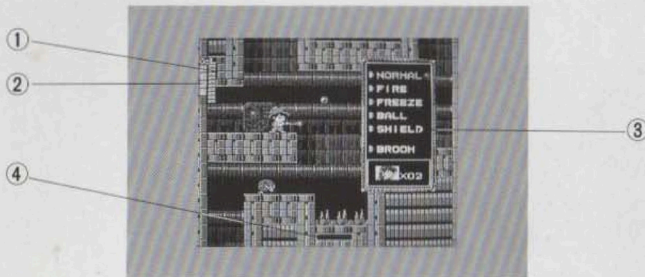 ①
②
③
④
NORMAL
FIRE
FREEZE
BALL
SHIELD
BROOM
X02